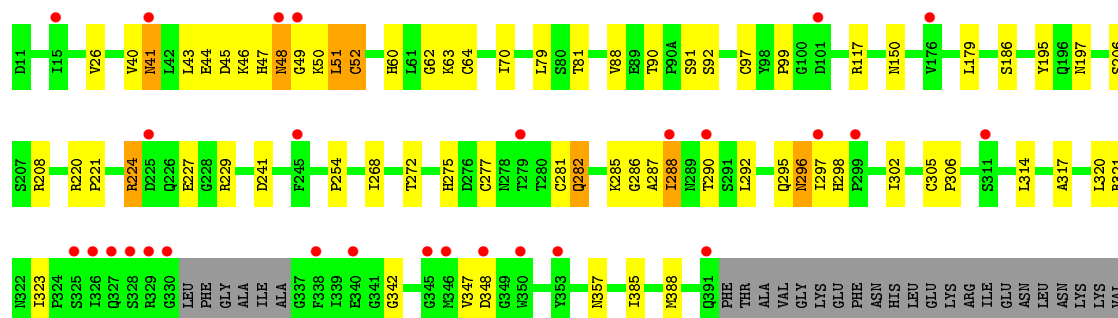 D11 I15 V26 V40 N41 L42 L43 E44 D45 K46 H47 N48 G49 K50 L51 C52 H60 L61 G62 K63 C64 I70 L79 S80 T81 V88 E89 T90 P90A S91 S92 C97 Y98 P99 G100 D101 R117 N150 V176 L179 S186 Y195 Q196 N197 S206
S207 R208 R220 P221 R224 D225 Q226 E227 G228 R229 D241 F245 P254 I268 T272 H275 D276 C277 N278 T279 T280 C281 Q282 K285 G286 A287 I288 N289 T290 S291 L292 Q295 N296 I297 H298 P299 I302 C305 P306 S311 L314 A317 L320 R321
N322 I323 P324 S325 I326 Q327 S328 R329 G330 LEU PHE GLY ALA ILE ALA G337 F338 I339 E340 G341 G342 G345 M346 V347 D348 G349 W350 Y353 N357 I385 M388 Q391 PHE THR ALA VAL GLY LYS GLU PHE ASN HIS LEU GLU LYS ARG ILE GLU ASN LEU ASN LYS LYS VAL